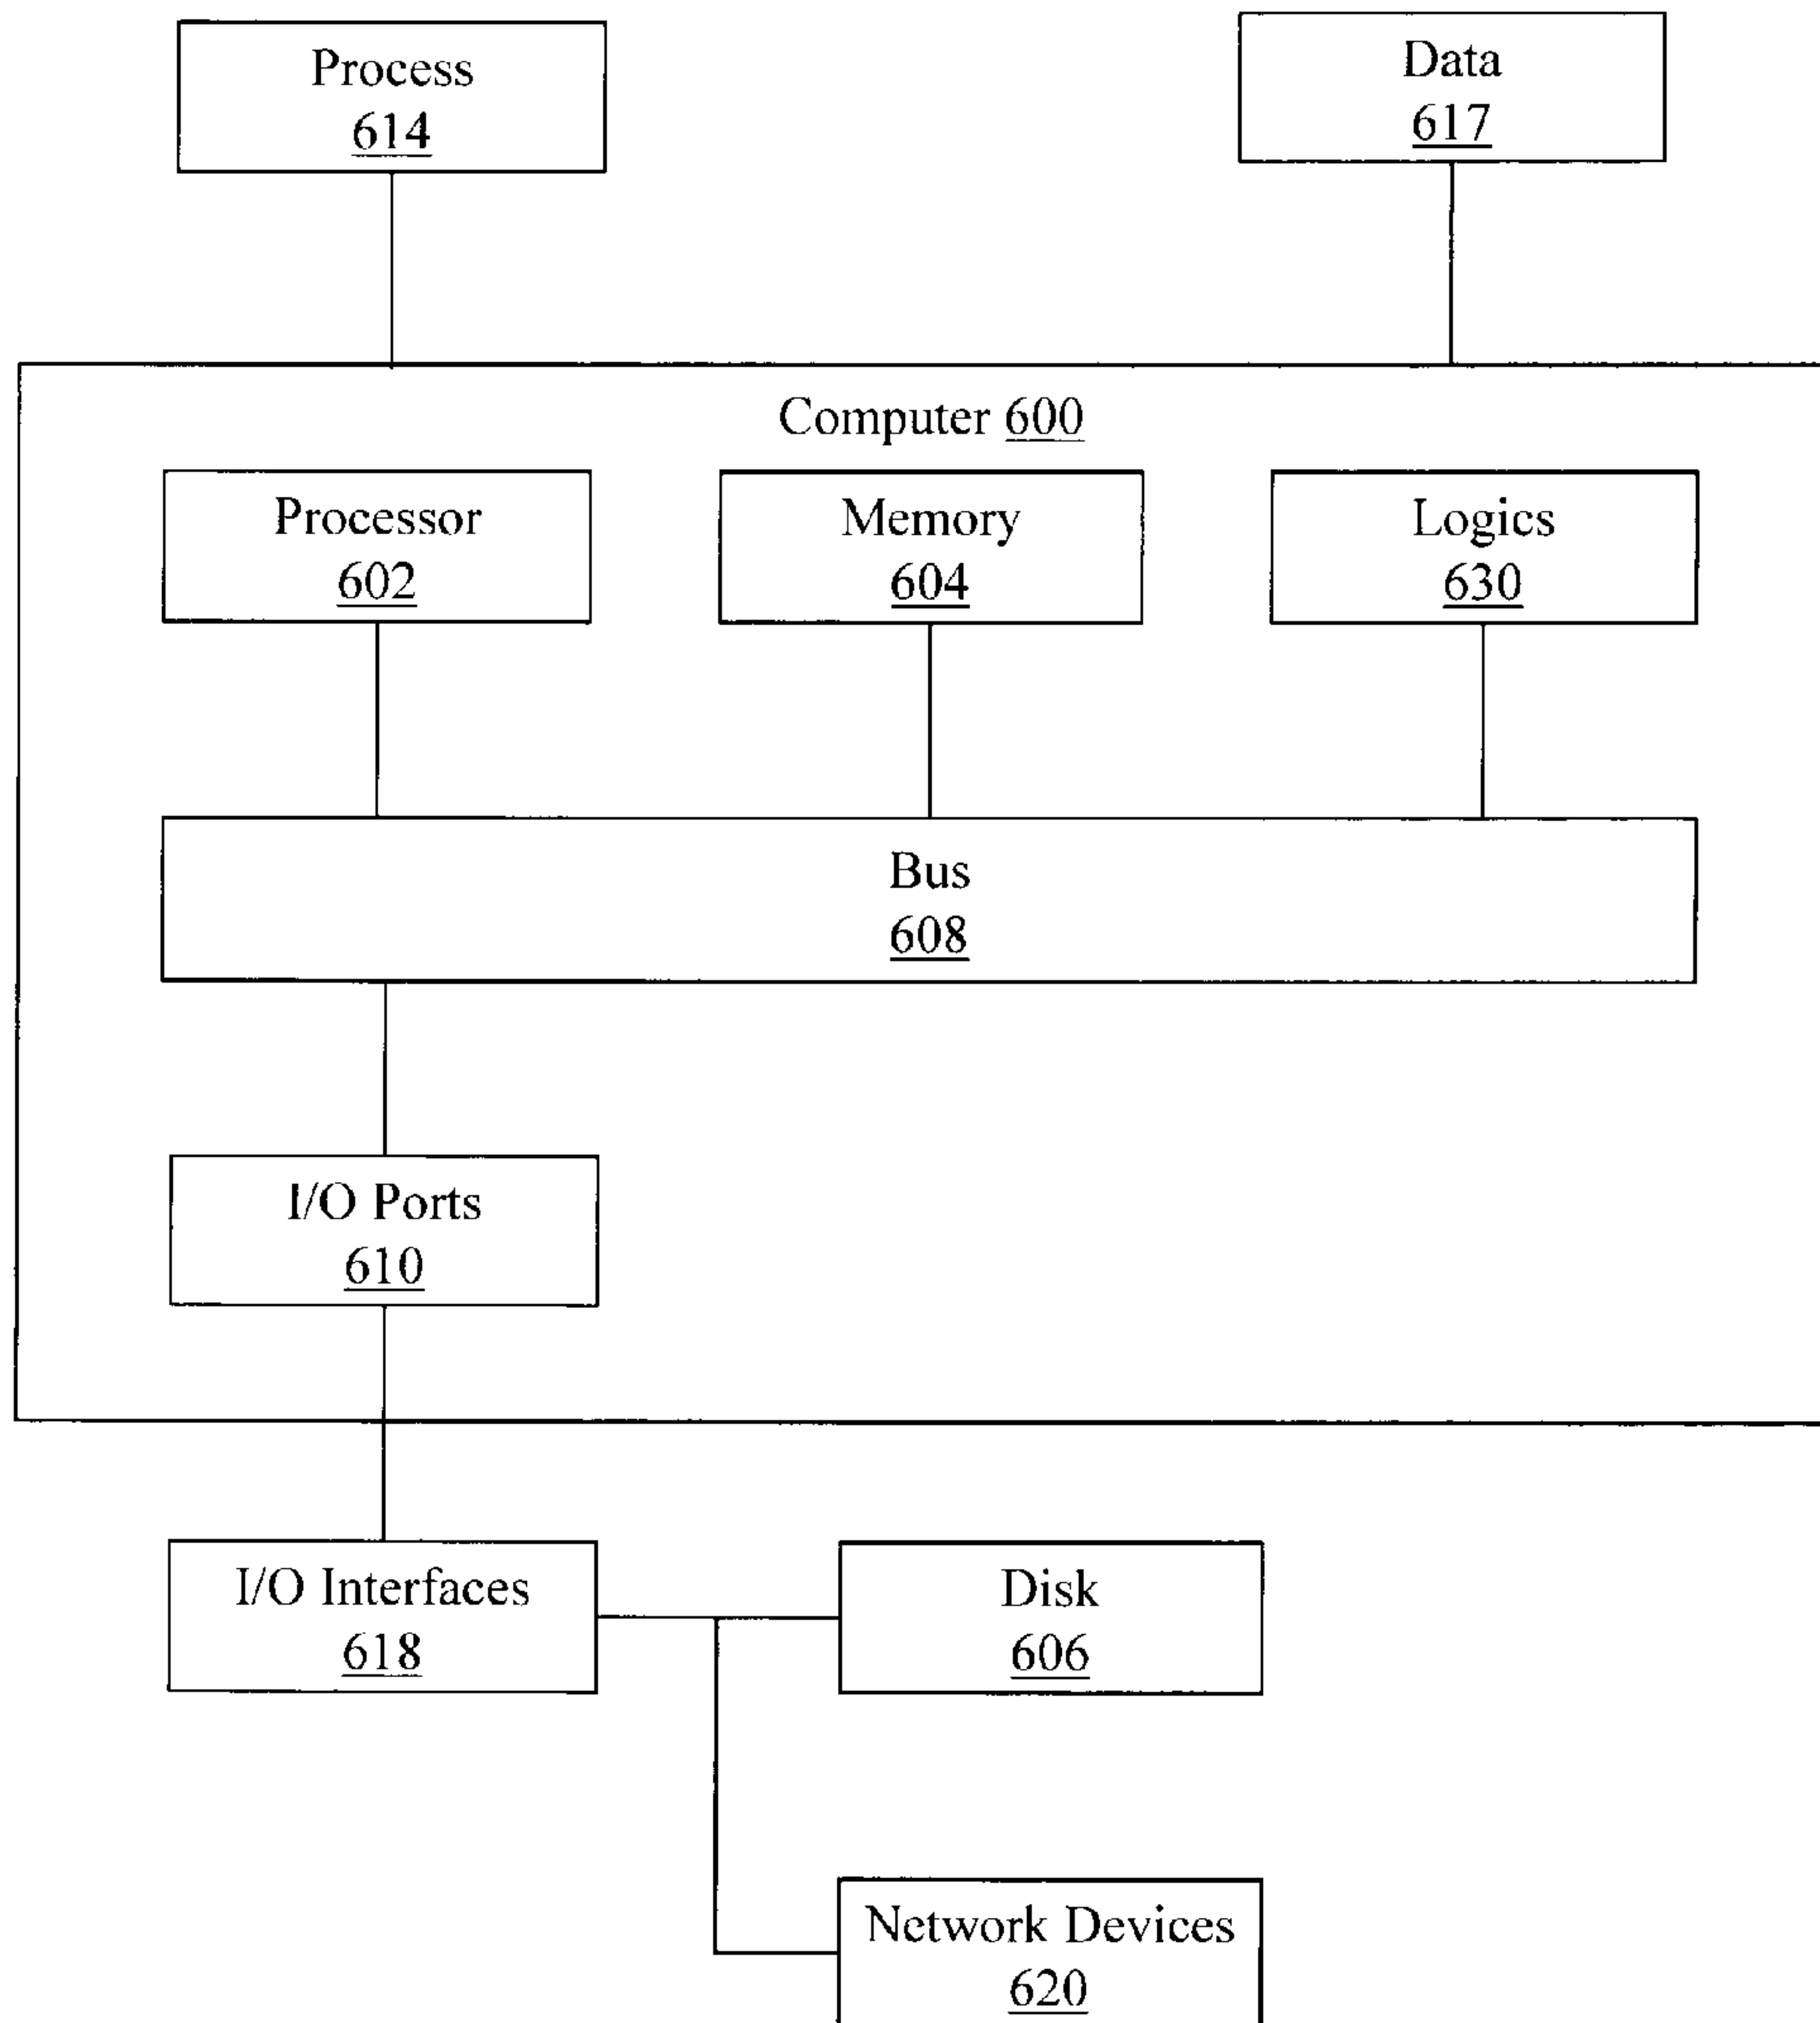 Process
614
Data
617
Computer 600
Processor
602
Memory
604
Logics
630
Bus
608
I/O Ports
610
I/O Interfaces
618
Disk
606
Network Devices
620